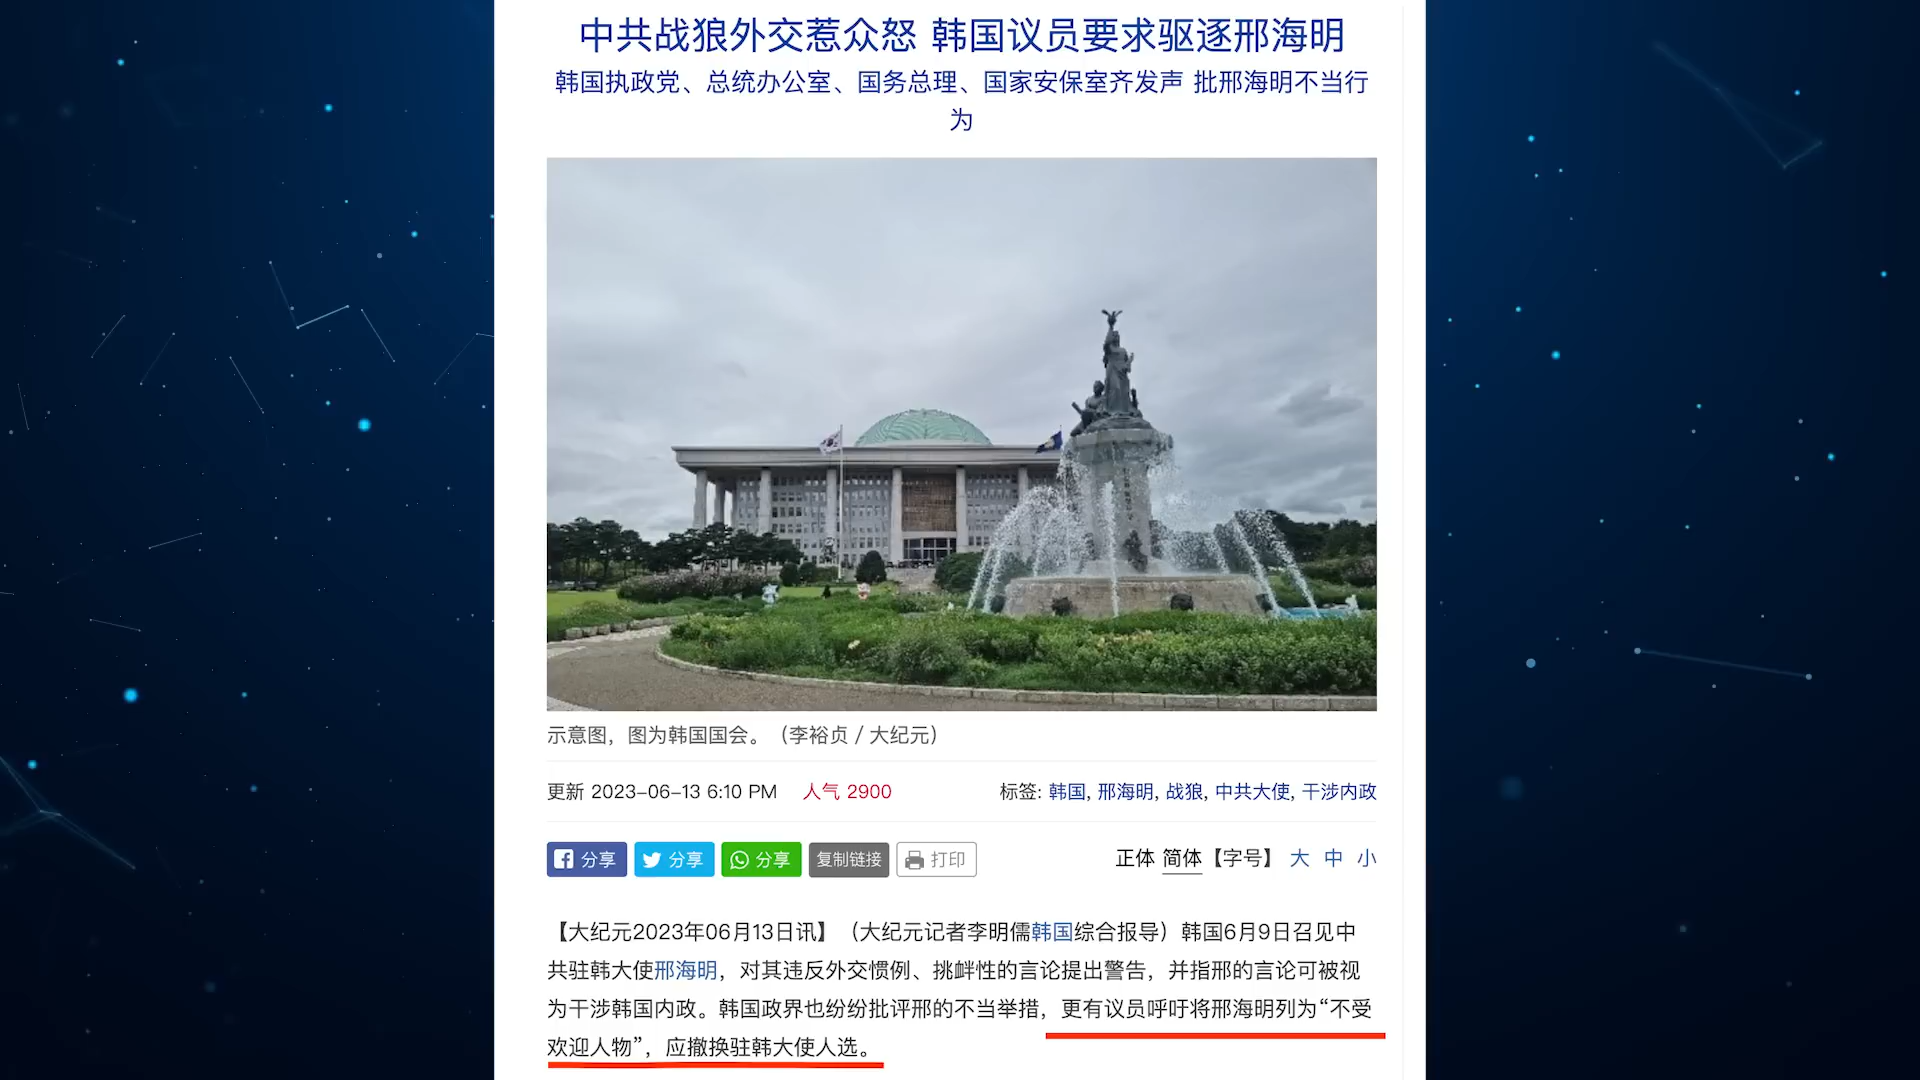 中共战狼外交惹众怒 韩国议员要求驱逐邢海明
韩国执政党、总统办公室、国务总理、国家安保室齐发声 批邢海明不当行
为
示意图，图为韩国国会。（李裕贞 / 大纪元）
更新 2023-06-13 6:10 PM 人气 2900 标签: 韩国, 邢海明, 战狼, 中共大使, 干涉内政
分享 分享 分享 复制链接 打印 正体 简体 【字号】 大 中 小
【大纪元2023年06月13日讯】（大纪元记者李明儒韩国综合报导）韩国6月9日召见中
共驻韩大使邢海明，对其违反外交惯例、挑衅性的言论提出警告，并指邢的言论可被视
为干涉韩国内政。韩国政界也纷纷批评邢的不当举措，更有议员呼吁将邢海明列为“不受
欢迎人物”，应撤换驻韩大使人选。